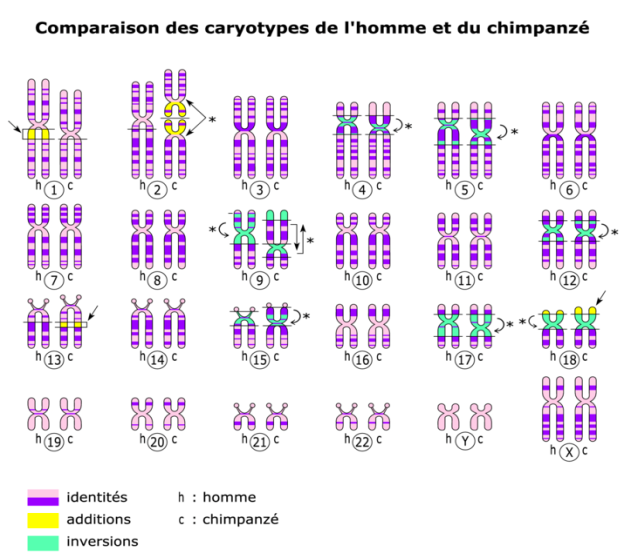 Comparaison des caryotypes de l'homme et du chimpanzé
h 1 c
h 2 c
*
h 3 c
h 4 c
*
h 5 c
*
h 6 c
h 7 c
h 8 c
*
h 9 c
*
h 10 c
h 11 c
h 12 c
*
h 13 c
h 14 c
h 15 c
*
h 16 c
h 17 c
*
*
h 18 c
h 19 c
h 20 c
h 21 c
h 22 c
h Y c
h X c
identités
h : homme
additions
c : chimpanzé
inversions